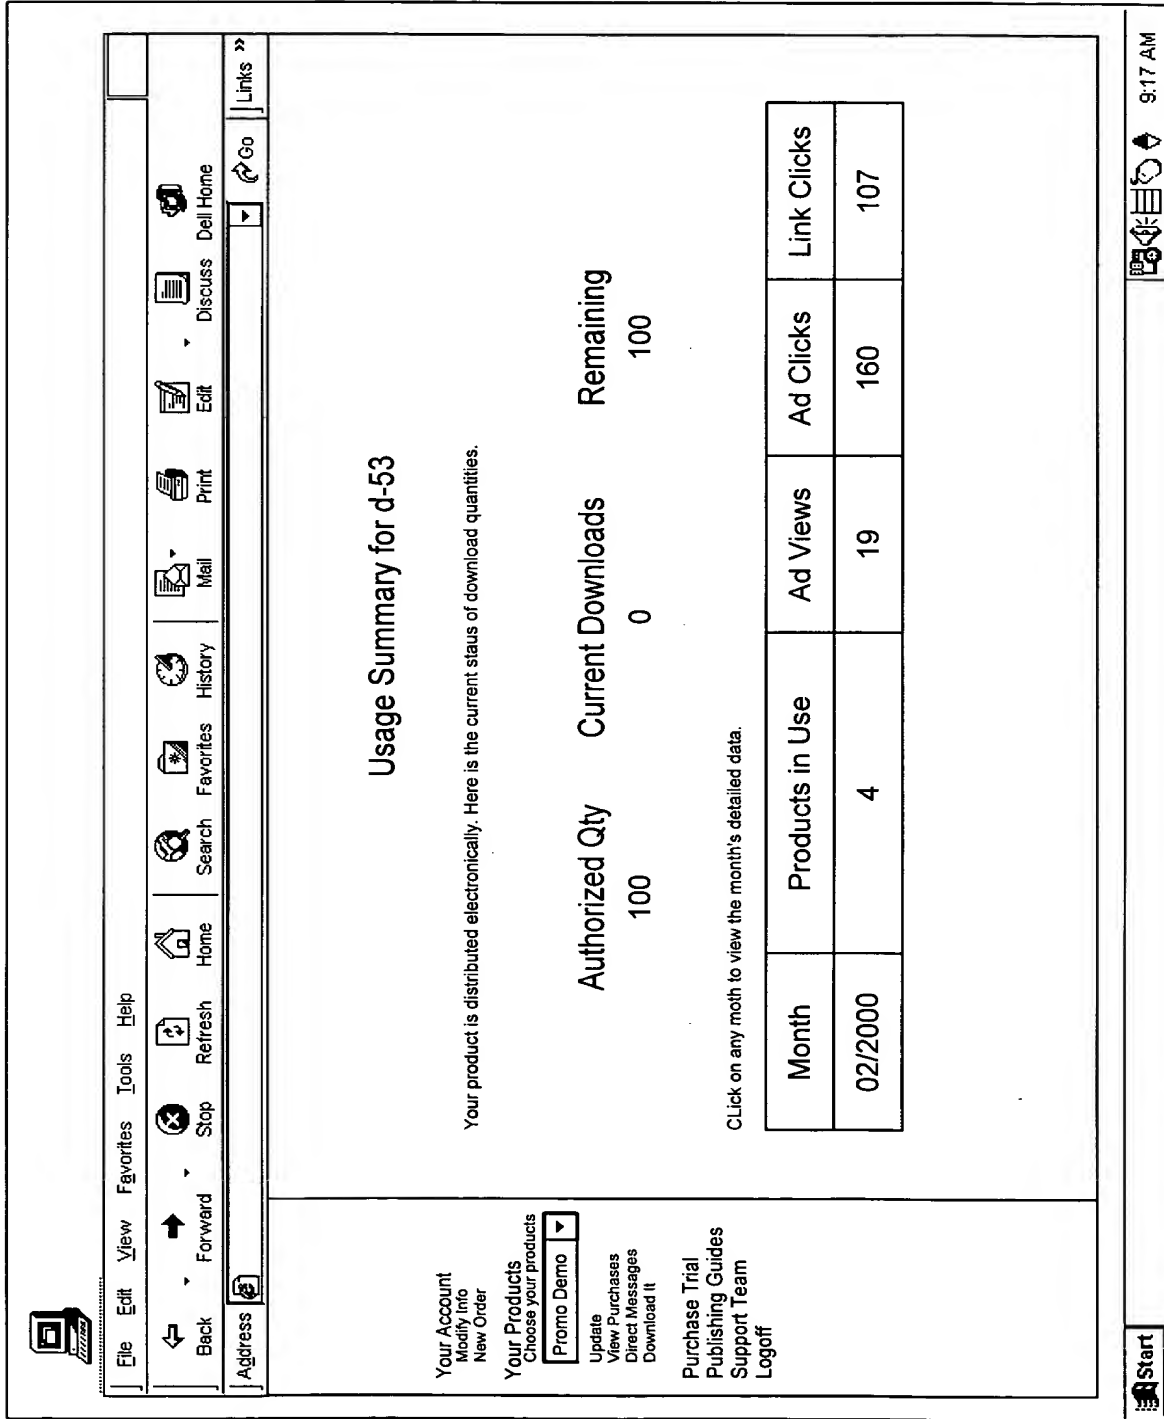 File Edit View Favorites Tools Help
Back Forward Stop Refresh Home Search Favorites History Mail Print Edit Discuss Dell Home
Address Go Links »
Your Account
Modify Info
New Order
Your Products
Choose your products
Promo Demo
Update
View Purchases
Direct Messages
Download It
Purchase Trial
Publishing Guides
Support Team
Logoff
Usage Summary for d-53
Your product is distributed electronically. Here is the current staus of download quantities.
Authorized Qty Current Downloads Remaining
100 0 100
CLick on any moth to view the month's detailed data.
Month Products in Use Ad Views Ad Clicks Link Clicks
02/2000 4 19 160 107
Start 9:17 AM